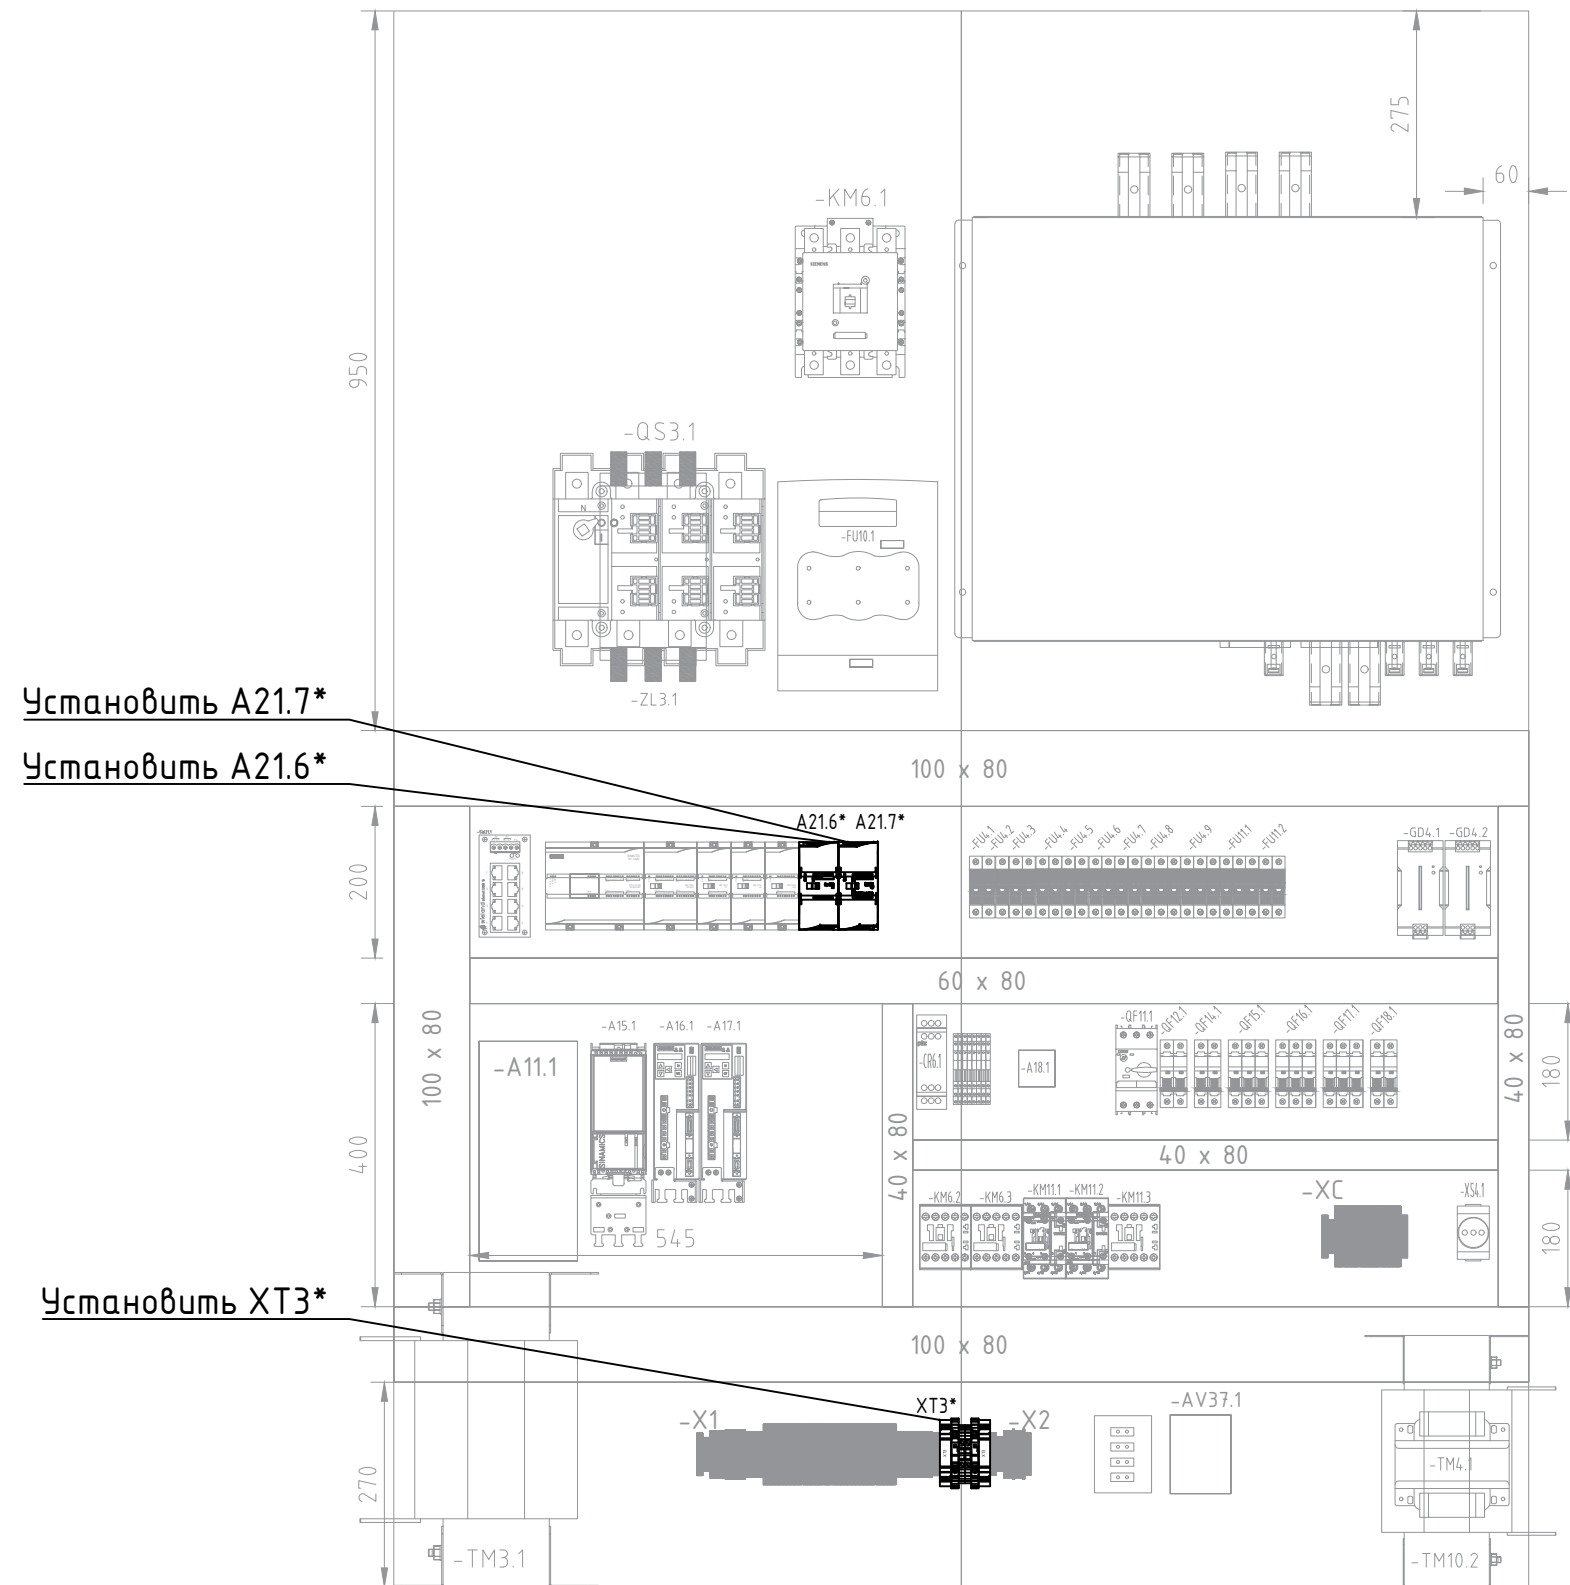 275
60
-KM6.1
SIEMENS
950
-QS3.1
N
-FU10.1
-ZL3.1
Установить А21.7*
Установить А21.6*
100 x 80
А21.6* А21.7*
-FU4.1
-FU4.2
-FU4.3
-FU4.4
-FU4.5
-FU4.6
-FU4.7
-FU4.8
-FU4.9
-FU11.1
-FU11.2
-GD4.1 -GD4.2
200
60 x 80
100 x 80
-A15.1 -A16.1 -A17.1
-A11.1
SINAMICS
545
400
-CR6.1
-A18.1
-QF11.1
-QF12.1
-QF14.1
-QF15.1
-QF16.1
-QF17.1
-QF18.1
40 x 80
180
40 x 80
40 x 80
-KM6.2 -KM6.3 -KM11.1 -KM11.2 -KM11.3
-XC
-XS4.1
180
Установить ХТ3*
100 x 80
ХТ3*
-X1
-X2
-AV37.1
270
-TM4.1
-TM3.1
-TM10.2